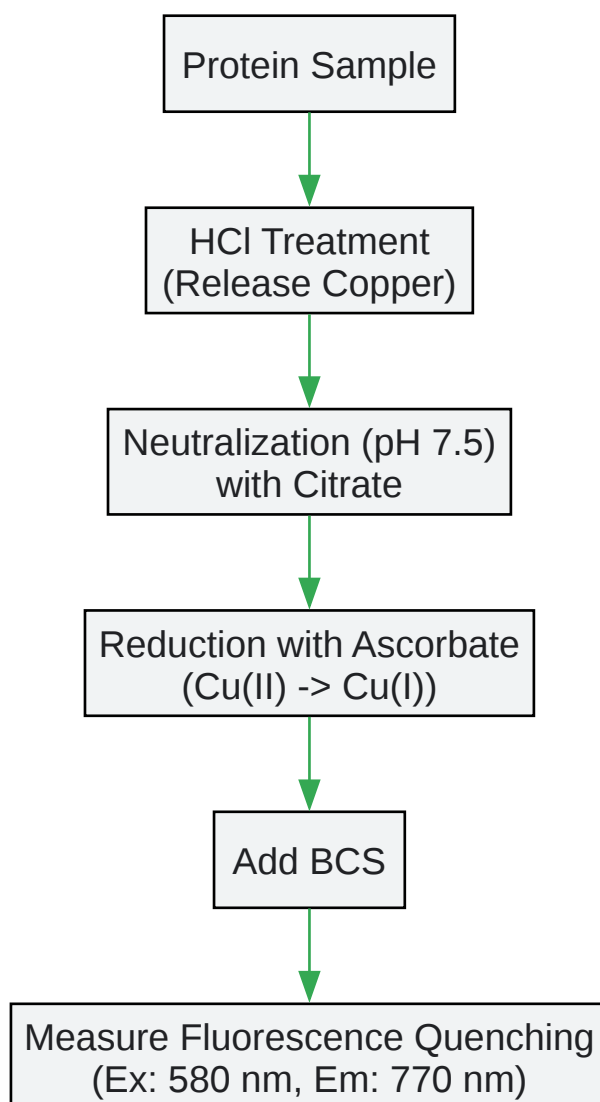 Protein Sample
HCl Treatment
(Release Copper)
Neutralization (pH 7.5)
with Citrate
Reduction with Ascorbate
(Cu(II) -> Cu(I))
Add BCS
Measure Fluorescence Quenching
(Ex: 580 nm, Em: 770 nm)